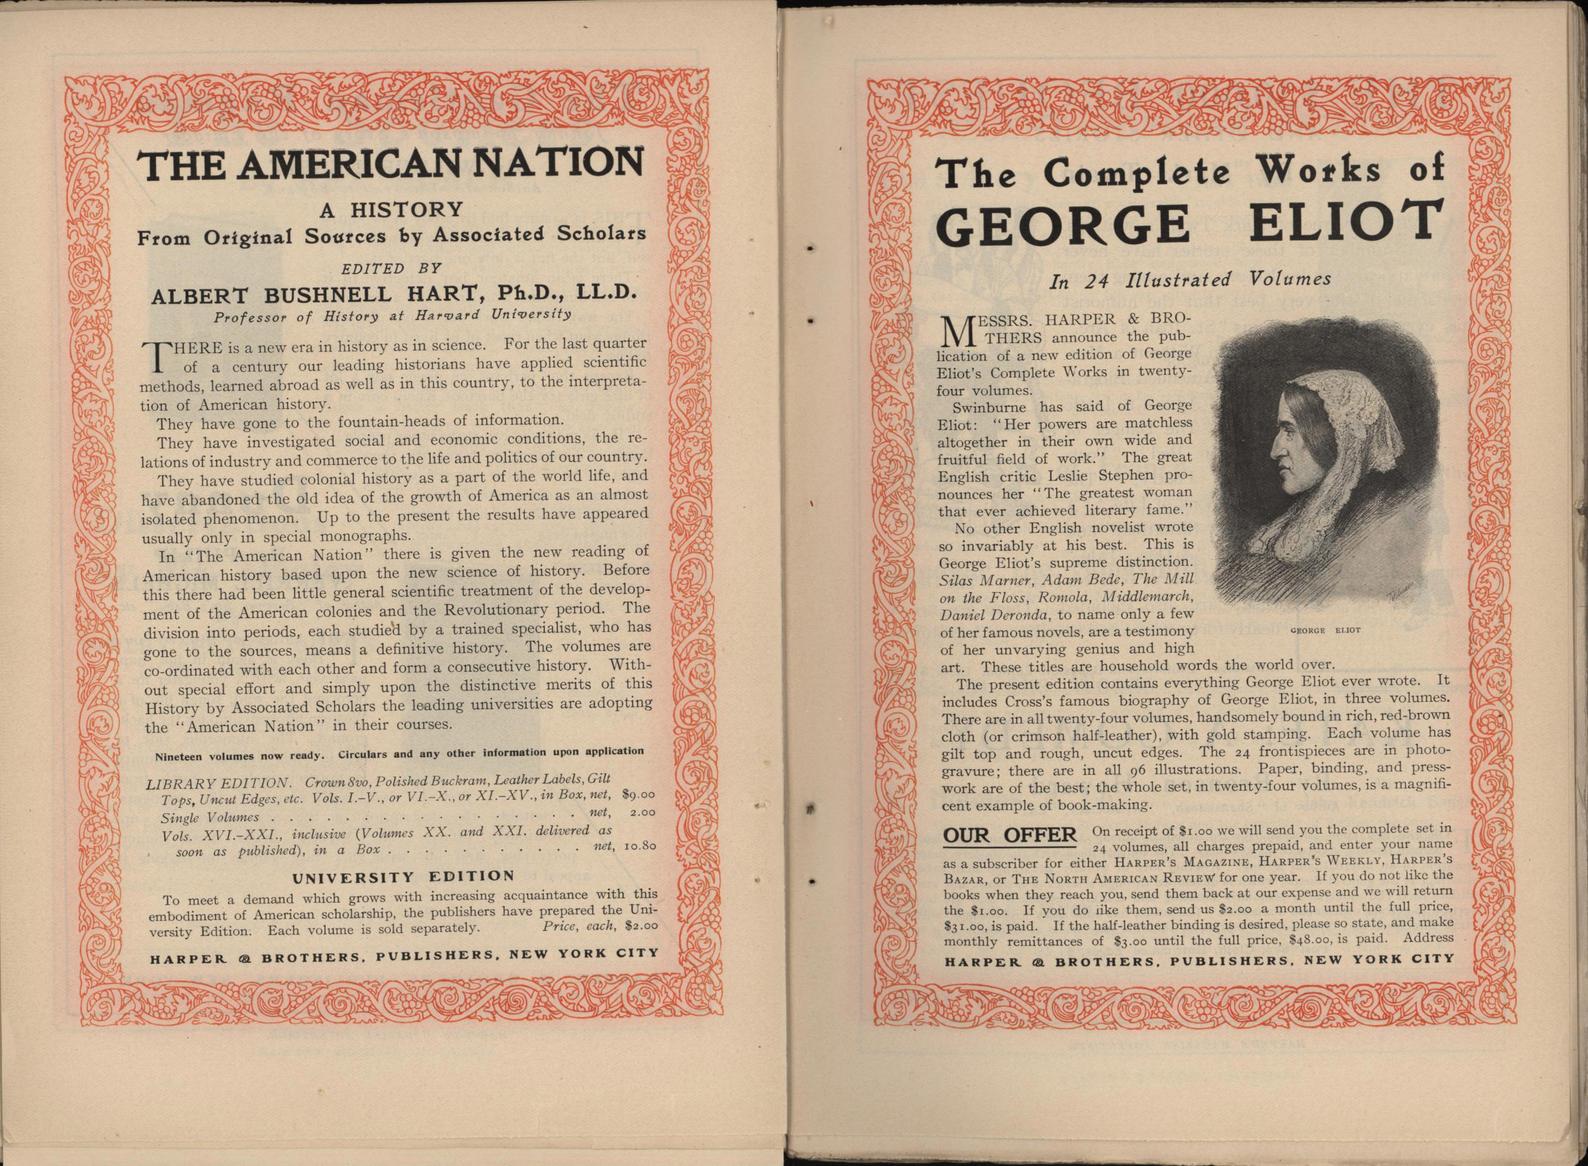 THE AMERICAN NATION
A HISTORY
From Original Sources by Associated Scholars
EDITED BY
ALBERT BUSHNELL HART, Ph.D., LL.D.
Professor of History at Harvard University
THERE is a new era in history as in science. For the last quarter
of a century our leading historians have applied scientific
methods, learned abroad as well as in this country, to the interpreta-
tion of American history.
They have gone to the fountain-heads of information.
They have investigated social and economic conditions, the re-
lations of industry and commerce to the life and politics of our country.
They have studied colonial history as a part of the world life, and
have abandoned the old idea of the growth of America as an almost
isolated phenomenon. Up to the present the results have appeared
usually only in special monographs.
In “The American Nation” there is given the new reading of
American history based upon the new science of history. Before
this there had been little general scientific treatment of the develop-
ment of the American colonies and the Revolutionary period. The
division into periods, each studied by a trained specialist, who has
gone to the sources, means a definitive history. The volumes are
co-ordinated with each other and form a consecutive history. With-
out special effort and simply upon the distinctive merits of this
History by Associated Scholars the leading universities are adopting
the “American Nation” in their courses.
Nineteen volumes now ready. Circulars and any other information upon application
LIBRARY EDITION. Crown 8vo, Polished Buckram, Leather Labels, Gilt
Tops, Uncut Edges, etc. Vols. I.–V., or VI.–X., or XI.–XV., in Box, net, $9.00
Single Volumes . . . . . . . . . . . . . . . . . net, 2.00
Vols. XVI.–XXI., inclusive (Volumes XX. and XXI. delivered as
soon as published), in a Box . . . . . . . . . . net, 10.80
UNIVERSITY EDITION
To meet a demand which grows with increasing acquaintance with this
embodiment of American scholarship, the publishers have prepared the Uni-
versity Edition. Each volume is sold separately. Price, each, $2.00
HARPER & BROTHERS, PUBLISHERS, NEW YORK CITY
The Complete Works of
GEORGE ELIOT
In 24 Illustrated Volumes
MESSRS. HARPER & BRO-
THERS announce the pub-
lication of a new edition of George
Eliot's Complete Works in twenty-
four volumes.
Swinburne has said of George
Eliot: “Her powers are matchless
altogether in their own wide and
fruitful field of work.” The great
English critic Leslie Stephen pro-
nounces her “The greatest woman
that ever achieved literary fame.”
No other English novelist wrote
so invariably at his best. This is
George Eliot's supreme distinction.
Silas Marner, Adam Bede, The Mill
on the Floss, Romola, Middlemarch,
Daniel Deronda, to name only a few
of her famous novels, are a testimony
of her unvarying genius and high
art. These titles are household words the world over.
GEORGE ELIOT
The present edition contains everything George Eliot ever wrote. It
includes Cross's famous biography of George Eliot, in three volumes.
There are in all twenty-four volumes, handsomely bound in rich, red-brown
cloth (or crimson half-leather), with gold stamping. Each volume has
gilt top and rough, uncut edges. The 24 frontispieces are in photo-
gravure; there are in all 96 illustrations. Paper, binding, and press-
work are of the best; the whole set, in twenty-four volumes, is a magnifi-
cent example of book-making.
OUR OFFER On receipt of $1.00 we will send you the complete set in
24 volumes, all charges prepaid, and enter your name
as a subscriber for either HARPER'S MAGAZINE, HARPER'S WEEKLY, HARPER'S
BAZAR, or THE NORTH AMERICAN REVIEW for one year. If you do not like the
books when they reach you, send them back at our expense and we will return
the $1.00. If you do like them, send us $2.00 a month until the full price,
$31.00, is paid. If the half-leather binding is desired, please so state, and make
monthly remittances of $3.00 until the full price, $48.00, is paid. Address
HARPER & BROTHERS, PUBLISHERS, NEW YORK CITY